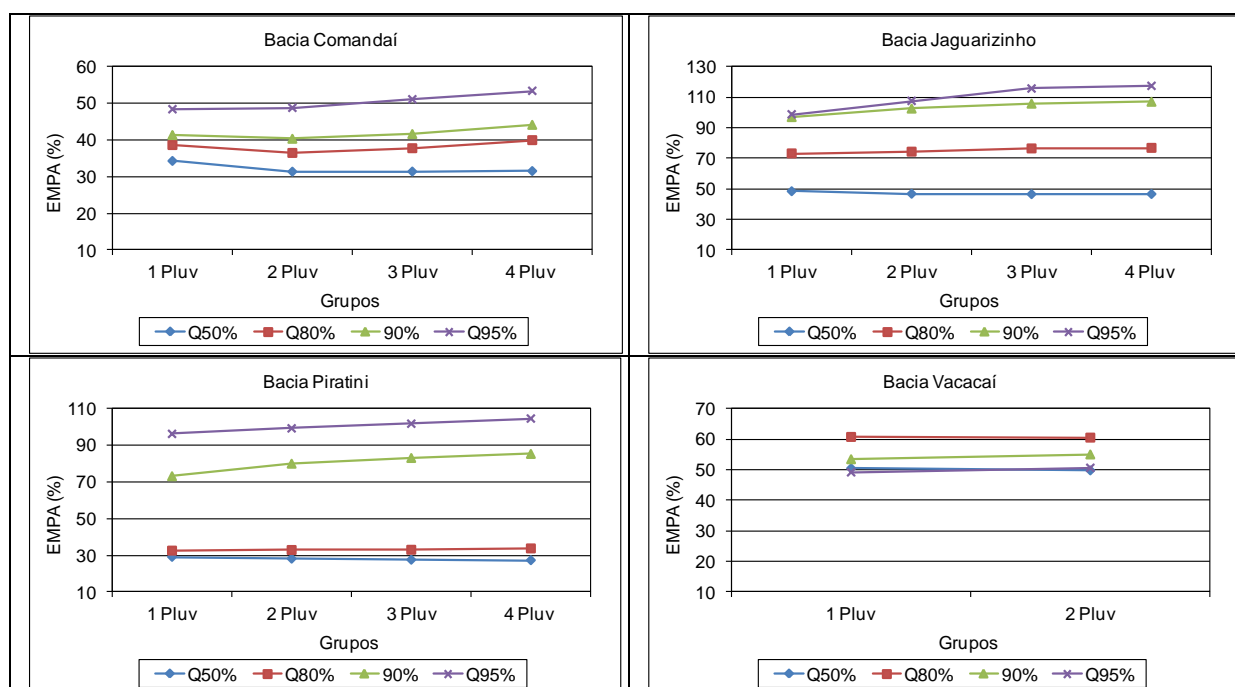 Bacia Comandaí
60
50
40
30
20
10
EMPA (%)
1 Pluv 2 Pluv 3 Pluv 4 Pluv
Grupos
Q50% Q80% 90% Q95%
Bacia Jaguarizinho
130
110
90
70
50
30
10
EMPA (%)
1 Pluv 2 Pluv 3 Pluv 4 Pluv
Grupos
Q50% Q80% 90% Q95%
Bacia Piratini
110
90
70
50
30
10
EMPA (%)
1 Pluv 2 Pluv 3 Pluv 4 Pluv
Grupos
Q50% Q80% 90% Q95%
Bacia Vacacaí
70
60
50
40
30
20
10
EMPA (%)
1 Pluv 2 Pluv
Grupos
Q50% Q80% 90% Q95%